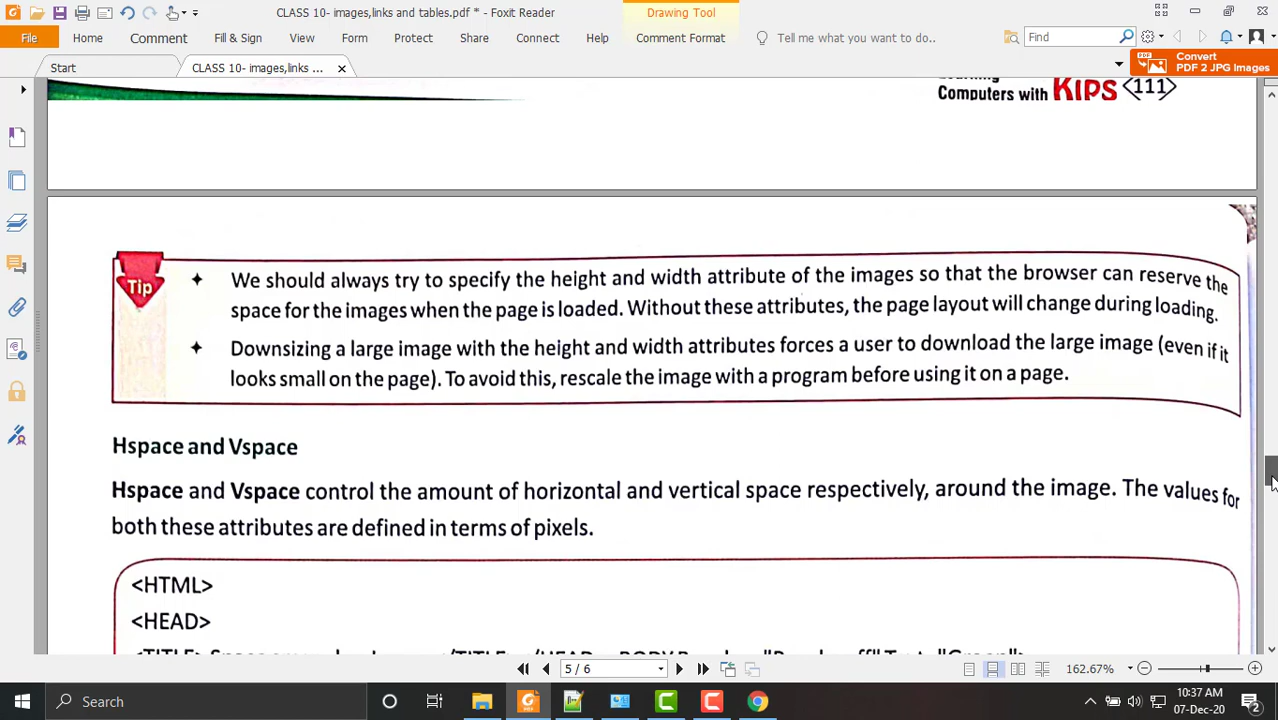 CLASS 10- images,links and tables.pdf * - Foxit Reader
Drawing Tool
File
Home
Comment
Fill & Sign
View
Form
Protect
Share
Connect
Help
Comment Format
Tell me what you want to do..
Find
Start
CLASS 10- images,links ...
Convert
PDF 2 JPG Images
Computers with KIPS 111
Tip
We should always try to specify the height and width attribute of the images so that the browser can reserve the
space for the images when the page is loaded. Without these attributes, the page layout will change during loading.
Downsizing a large image with the height and width attributes forces a user to download the large image (even if it
looks small on the page). To avoid this, rescale the image with a program before using it on a page.
Hspace and Vspace
Hspace and Vspace control the amount of horizontal and vertical space respectively, around the image. The values for
both these attributes are defined in terms of pixels.
<HTML>
<HEAD>
5 / 6
162.67%
Search
10:37 AM
07-Dec-20
2